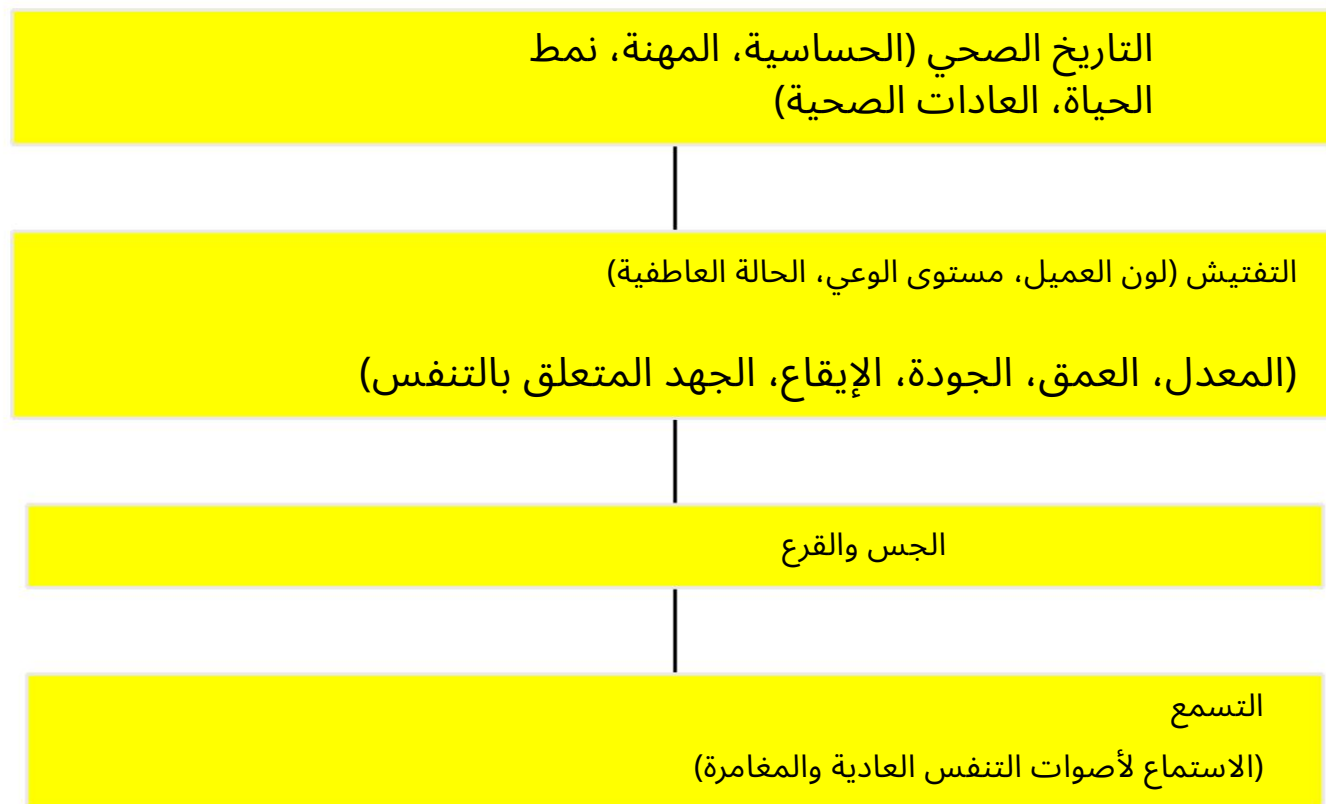 التاريخ الصحي (الحساسية، المهنة، نمط
الحياة، العادات الصحية)
التفتيش (لون العميل، مستوى الوعي، الحالة العاطفية)
(المعدل، العمق، الجودة، الإيقاع، الجهد المتعلق بالتنفس)
الجس والقرع
التسمع
(الاستماع لأصوات التنفس العادية والمغامرة)